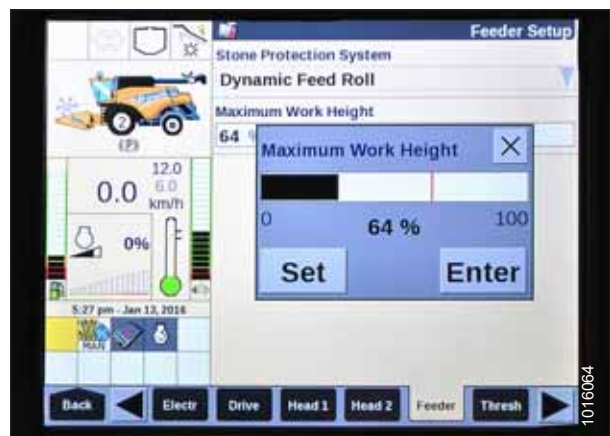 Feeder Setup
Stone Protection System
Dynamic Feed Roll
Maximum Work Height
64 %
Maximum Work Height
0
64 %
100
Set
Enter
2
(P)
12.0
6.0
0.0
km/h
0%
5:27 pm - Jan 13, 2016
MAN
Back
Electr
Drive
Head 1
Head 2
Feeder
Thresh
1016064